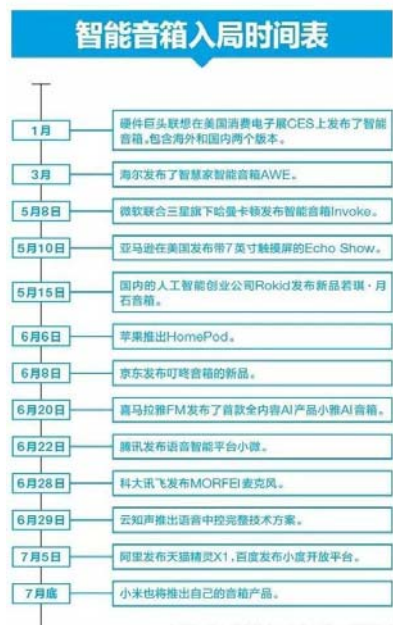 智能音箱入局时间表
1月
硬件巨头联想在美国消费电子展CES上发布了智能
音箱,包含海外和国内两个版本。
3月
海尔发布了智慧家智能音箱AWE。
5月8日
微软联合三星旗下哈曼卡顿发布智能音箱Invoke。
5月10日
亚马逊在美国发布带7英寸触摸屏的Echo Show。
5月15日
国内的人工智能创业公司Rokid发布新品若琪·月
石音箱。
6月6日
苹果推出HomePod。
6月8日
京东发布叮咚音箱的新品。
6月20日
喜马拉雅FM发布了首款全内容AI产品小雅AI音箱。
6月22日
腾讯发布语音智能平台小微。
6月28日
科大讯飞发布MORFEI麦克风。
6月29日
云知声推出语音中控完整技术方案。
7月5日
阿里发布天猫精灵X1,百度发布小度开放平台。
7月底
小米也将推出自己的音箱产品。